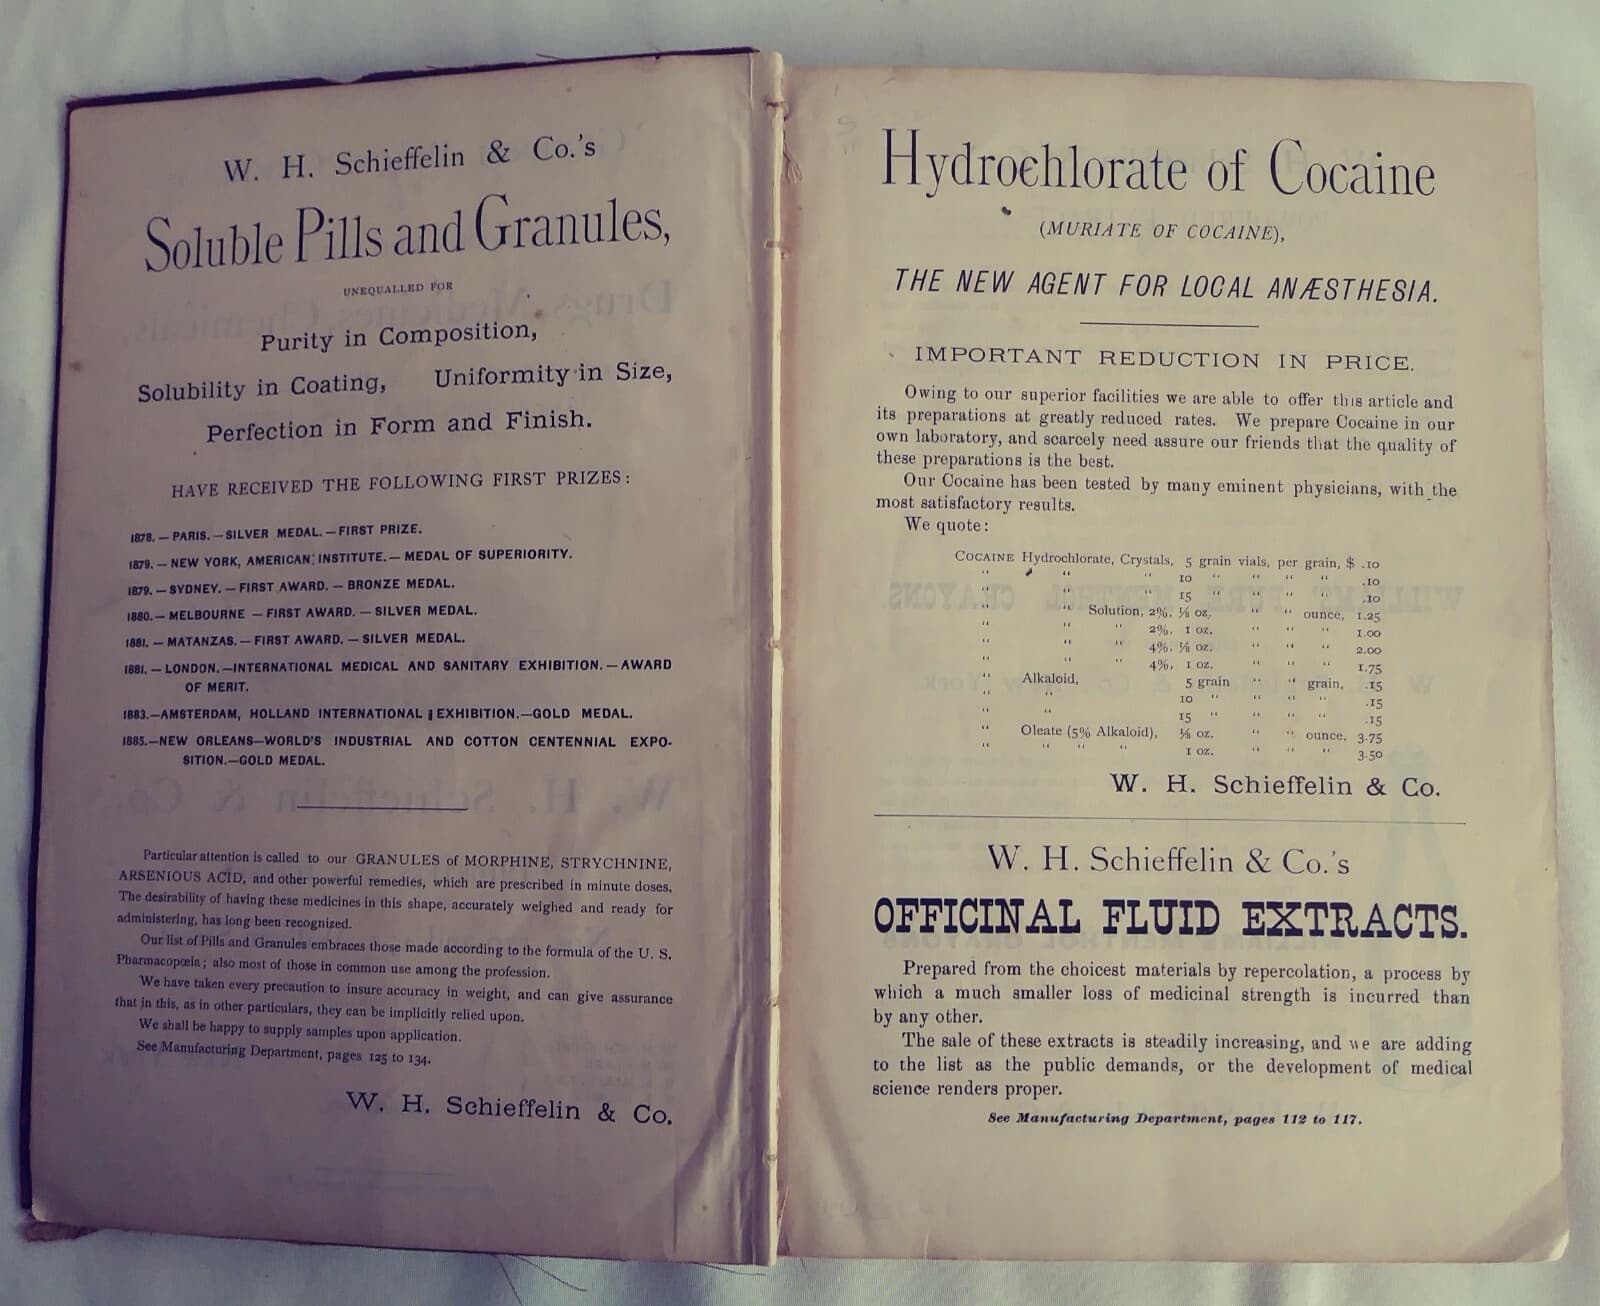 W. H. Schieffelin & Co.'s
Soluble Pills and Granules,
UNEQUALLED FOR
Purity in Composition,
Solubility in Coating, Uniformity in Size,
Perfection in Form and Finish.
HAVE RECEIVED THE FOLLOWING FIRST PRIZES:
1878. — PARIS. — SILVER MEDAL. — FIRST PRIZE.
1879. — NEW YORK, AMERICAN INSTITUTE. — MEDAL OF SUPERIORITY.
1879. — SYDNEY. — FIRST AWARD. — BRONZE MEDAL.
1880. — MELBOURNE — FIRST AWARD. — SILVER MEDAL.
1881. — MATANZAS. — FIRST AWARD. — SILVER MEDAL.
1881. — LONDON. — INTERNATIONAL MEDICAL AND SANITARY EXHIBITION. — AWARD
OF MERIT.
1883.—AMSTERDAM, HOLLAND INTERNATIONAL EXHIBITION.—GOLD MEDAL.
1885.—NEW ORLEANS—WORLD'S INDUSTRIAL AND COTTON CENTENNIAL EXPO-
SITION.—GOLD MEDAL.
Particular attention is called to our GRANULES of MORPHINE, STRYCHNINE,
ARSENIOUS ACID, and other powerful remedies, which are prescribed in minute doses.
The desirability of having these medicines in this shape, accurately weighed and ready for
administering, has long been recognized.
Our list of Pills and Granules embraces those made according to the formula of the U. S.
Pharmacopœia; also most of those in common use among the profession.
We have taken every precaution to insure accuracy in weight, and can give assurance
that in this, as in other particulars, they can be implicitly relied upon.
We shall be happy to supply samples upon application.
See Manufacturing Department, pages 125 to 134.
W. H. Schieffelin & Co.
Hydrochlorate of Cocaine
(MURIATE OF COCAINE),
THE NEW AGENT FOR LOCAL ANÆSTHESIA.
IMPORTANT REDUCTION IN PRICE.
Owing to our superior facilities we are able to offer this article and
its preparations at greatly reduced rates. We prepare Cocaine in our
own laboratory, and scarcely need assure our friends that the quality of
these preparations is the best.
Our Cocaine has been tested by many eminent physicians, with the
most satisfactory results.
We quote:
COCAINE Hydrochlorate, Crystals, 5 grain vials, per grain, $ .10
" " " 10 " " " " .10
" " " 15 " " " " .10
" " Solution, 2%, ⅛ oz. " " ounce, 1.25
" " " 2%, 1 oz. " " " 1.00
" " " 4%, ⅛ oz. " " " 2.00
" " " 4%, 1 oz. " " " 1.75
" Alkaloid, 5 grain " " grain, .15
" " 10 " " " " .15
" " 15 " " " " .15
" Oleate (5% Alkaloid), ⅛ oz. " " ounce, 3.75
" " " " 1 oz. " " " 3.50
W. H. Schieffelin & Co.
W. H. Schieffelin & Co.'s
OFFICINAL FLUID EXTRACTS.
Prepared from the choicest materials by repercolation, a process by
which a much smaller loss of medicinal strength is incurred than
by any other.
The sale of these extracts is steadily increasing, and we are adding
to the list as the public demands, or the development of medical
science renders proper.
See Manufacturing Department, pages 112 to 117.